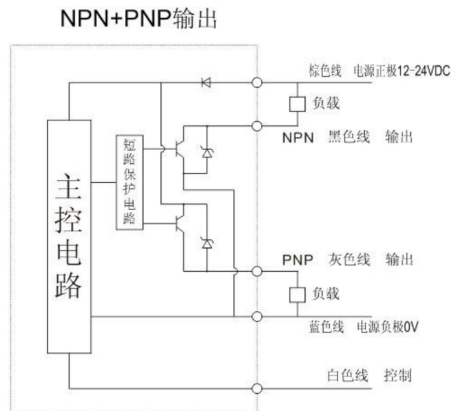 NPN+PNP输出
棕色线 电源正极12-24VDC
负载
NPN 黑色线 输出
短路保护电路
主控电路
PNP 灰色线 输出
负载
蓝色线 电源负极0V
白色线 控制